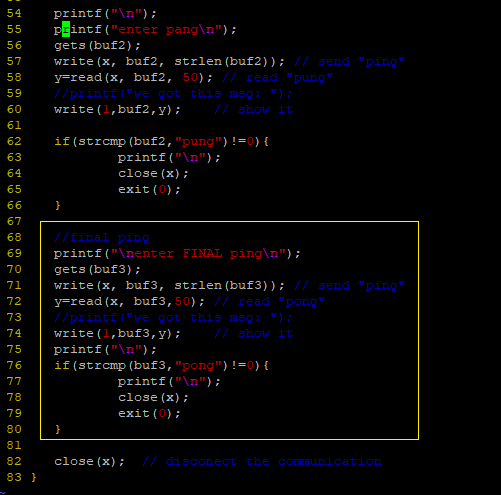 54 printf("\n");
55 printf("enter pang\n");
56 gets(buf2);
57 write(x, buf2, strlen(buf2)); // send "ping"
58 y=read(x, buf2, 50); // read "pung"
59 //printf("we got this msg: ");
60 write(1,buf2,y); // show it
61
62 if(strcmp(buf2,"pung")!=0){
63 printf("\n");
64 close(x);
65 exit(0);
66 }
67
68 //final ping
69 printf("\nenter FINAL ping\n");
70 gets(buf3);
71 write(x, buf3, strlen(buf3)); // send "ping"
72 y=read(x, buf3,50); // read "pong"
73 //printf("we got this msg: ");
74 write(1,buf3,y); // show it
75 printf("\n");
76 if(strcmp(buf3,"pong")!=0){
77 printf("\n");
78 close(x);
79 exit(0);
80 }
81
82 close(x); // disconect the communication
83 }
~